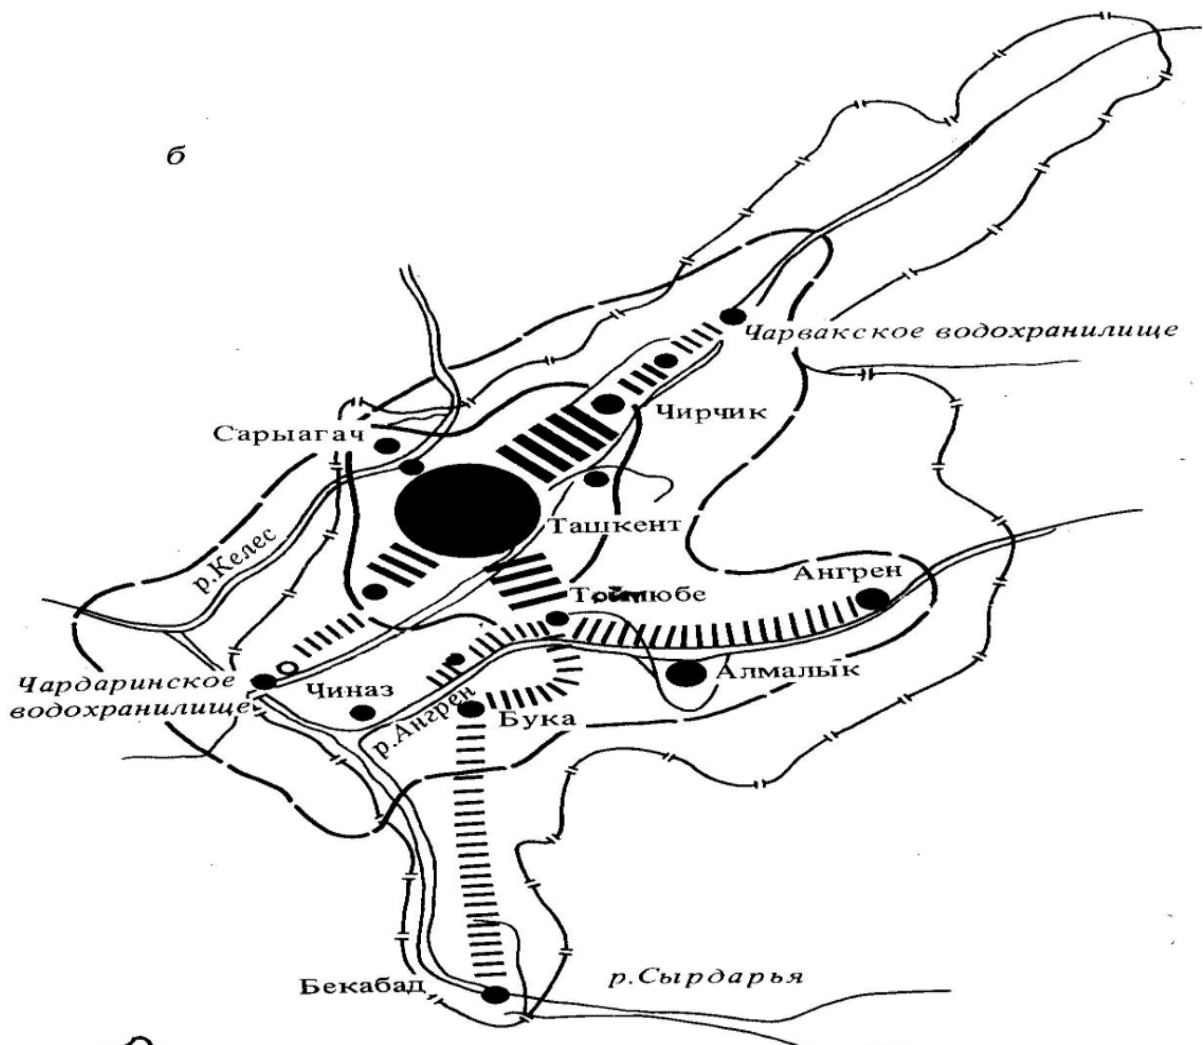 б
Чарвакское водохранилище
Чирчик
Сарыагач
Ташкент
р.Келес
Ангрен
Чардаринское
водохранилище
Чиназ
Алмалык
р.Ангрен
Бука
Бекабад
р.Сырдарья